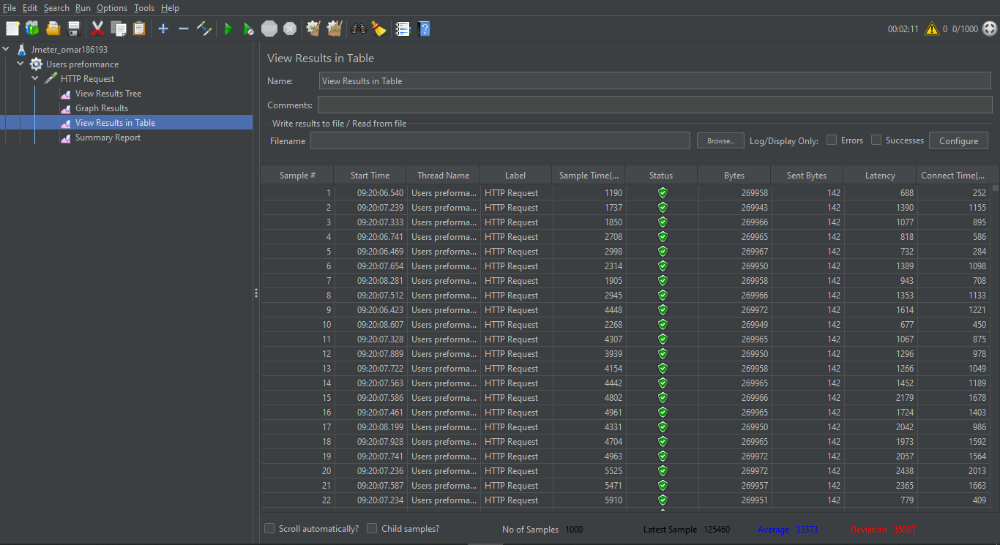 File Edit Search Run Options Tools Help
00:02:11 0 0/1000
Jmeter_omar186193
Users preformance
HTTP Request
View Results Tree
Graph Results
View Results in Table
Summary Report
View Results in Table
Name: View Results in Table
Comments:
Write results to file / Read from file
Filename Browse... Log/Display Only: Errors Successes Configure
Sample # Start Time Thread Name Label Sample Time(... Status Bytes Sent Bytes Latency Connect Time(...
1 09:20:06.540 Users preforma... HTTP Request 1190 269958 142 688 252
2 09:20:07.239 Users preforma... HTTP Request 1737 269943 142 1390 1155
3 09:20:07.333 Users preforma... HTTP Request 1850 269966 142 1077 895
4 09:20:06.741 Users preforma... HTTP Request 2708 269965 142 818 586
5 09:20:06.469 Users preforma... HTTP Request 2998 269967 142 732 284
6 09:20:07.654 Users preforma... HTTP Request 2314 269950 142 1389 1098
7 09:20:08.281 Users preforma... HTTP Request 1905 269958 142 943 708
8 09:20:07.512 Users preforma... HTTP Request 2945 269966 142 1353 1133
9 09:20:06.423 Users preforma... HTTP Request 4448 269972 142 1614 1221
10 09:20:08.607 Users preforma... HTTP Request 2268 269949 142 677 450
11 09:20:07.328 Users preforma... HTTP Request 4307 269965 142 1067 875
12 09:20:07.889 Users preforma... HTTP Request 3939 269950 142 1296 978
13 09:20:07.722 Users preforma... HTTP Request 4154 269958 142 1266 1049
14 09:20:07.563 Users preforma... HTTP Request 4442 269965 142 1452 1189
15 09:20:07.586 Users preforma... HTTP Request 4802 269966 142 2179 1678
16 09:20:07.461 Users preforma... HTTP Request 4961 269965 142 1724 1403
17 09:20:08.199 Users preforma... HTTP Request 4331 269950 142 2042 986
18 09:20:07.928 Users preforma... HTTP Request 4704 269965 142 1973 1592
19 09:20:07.741 Users preforma... HTTP Request 4963 269972 142 2057 1564
20 09:20:07.236 Users preforma... HTTP Request 5525 269972 142 2438 2013
21 09:20:07.587 Users preforma... HTTP Request 5471 269957 142 2365 1663
22 09:20:07.234 Users preforma... HTTP Request 5910 269951 142 779 409
Scroll automatically? Child samples? No of Samples 1000 Latest Sample 125460 Average 33373 Deviation 35087